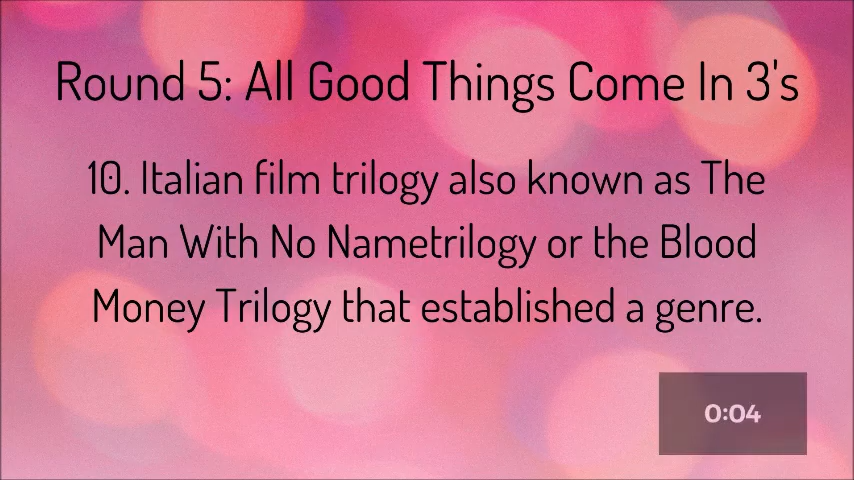 Round 5: All Good Things Come In 3's
10. Italian film trilogy also known as The
Man With No Nametrilogy or the Blood
Money Trilogy that established a genre.
0:04